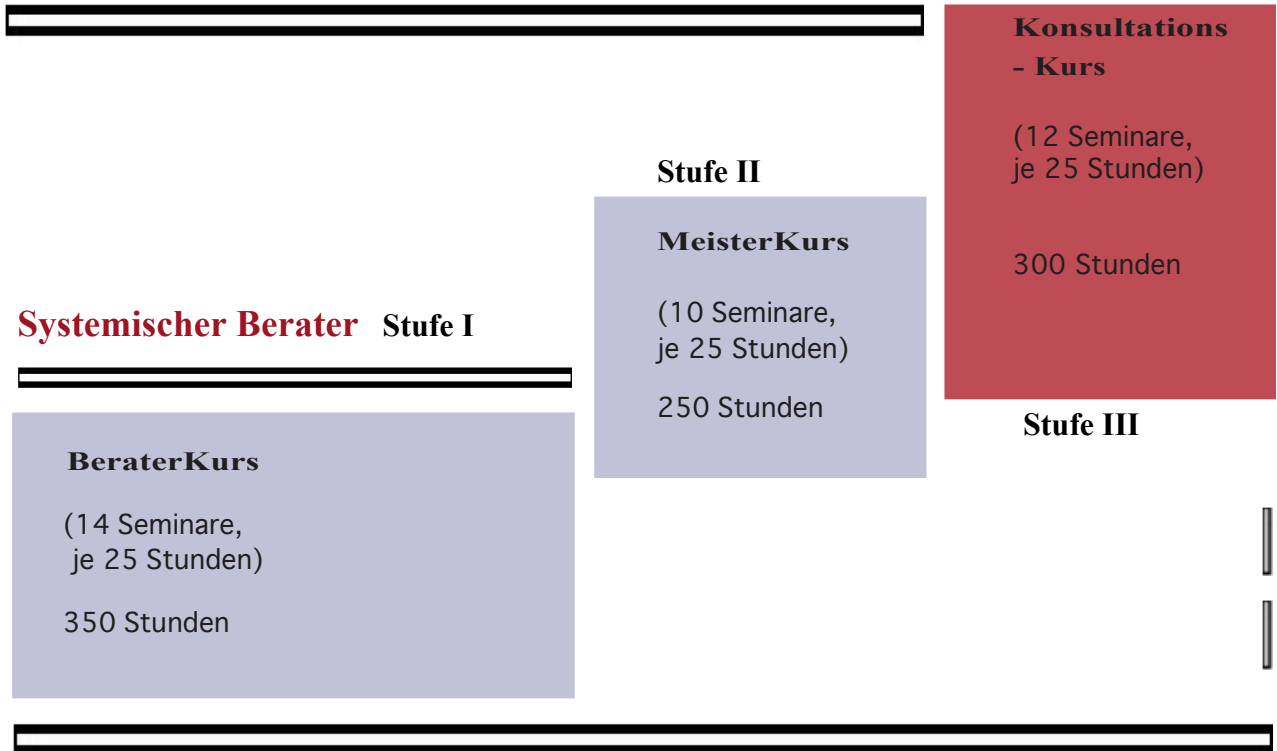 Konsultations
- Kurs
(12 Seminare,
je 25 Stunden)
300 Stunden
Stufe III
Stufe II
MeisterKurs
(10 Seminare,
je 25 Stunden)
250 Stunden
Systemischer Berater Stufe I
BeraterKurs
(14 Seminare,
je 25 Stunden)
350 Stunden